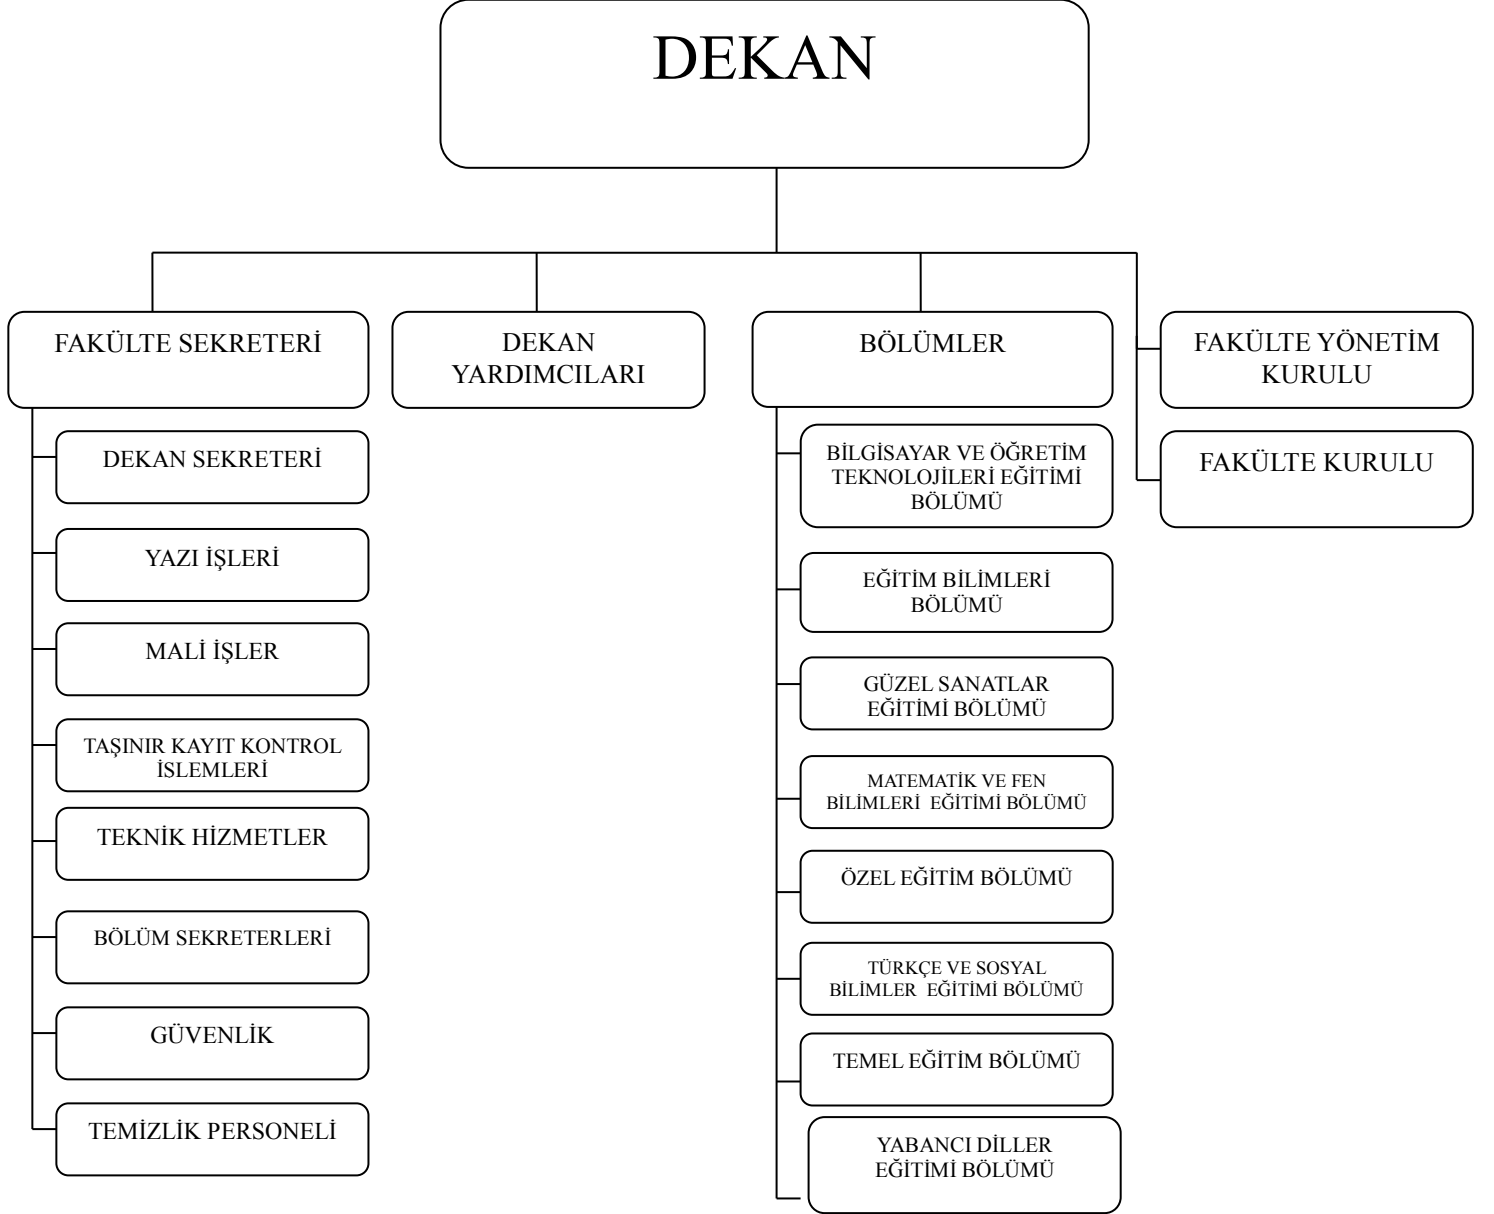 DEKAN
FAKÜLTE SEKRETERİ
DEKAN SEKRETERİ
YAZI İŞLERİ
MALİ İŞLER
TAŞINIR KAYIT KONTROL
İSLEMLERİ
TEKNİK HİZMETLER
BÖLÜM SEKRETERLERİ
GÜVENLİK
TEMİZLİK PERSONELİ
DEKAN
YARDIMCILARI
BÖLÜMLER
BİLGİSAYAR VE ÖĞRETİM
TEKNOLOJİLERİ EĞİTİMİ
BÖLÜMÜ
EĞİTİM BİLİMLERİ
BÖLÜMÜ
GÜZEL SANATLAR
EĞİTİMİ BÖLÜMÜ
MATEMATİK VE FEN
BİLİMLERİ EĞİTİMİ BÖLÜMÜ
ÖZEL EĞİTİM BÖLÜMÜ
TÜRKÇE VE SOSYAL
BİLİMLER EĞİTİMİ BÖLÜMÜ
TEMEL EĞİTİM BÖLÜMÜ
YABANCI DİLLER
EĞİTİMİ BÖLÜMÜ
FAKÜLTE YÖNETİM
KURULU
FAKÜLTE KURULU